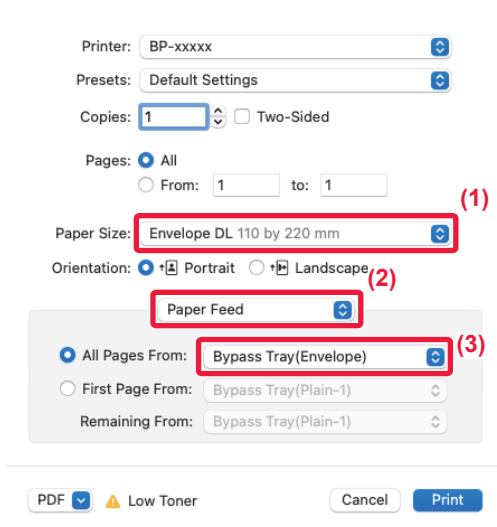 Printer: BP-xxxxx
Presets: Default Settings
Copies: 1 Two-Sided
Pages: All
From: 1 to: 1
(1)
Paper Size: Envelope DL 110 by 220 mm
Orientation: Portrait Landscape
(2)
Paper Feed
(3)
All Pages From: Bypass Tray(Envelope)
First Page From: Bypass Tray(Plain-1)
Remaining From: Bypass Tray(Plain-1)
PDF Low Toner Cancel Print